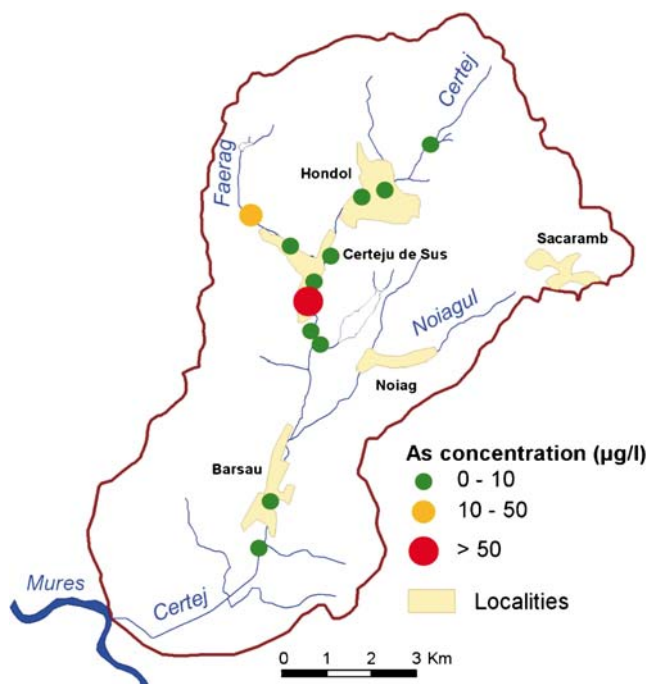 Certej
Faerag
Hondol
Sacaramb
Certeju de Sus
Noiagul
Noiag
As concentration (µg/l)
0 - 10
10 - 50
> 50
Localities
Barsau
Mures
Certej
0 1 2 3 Km